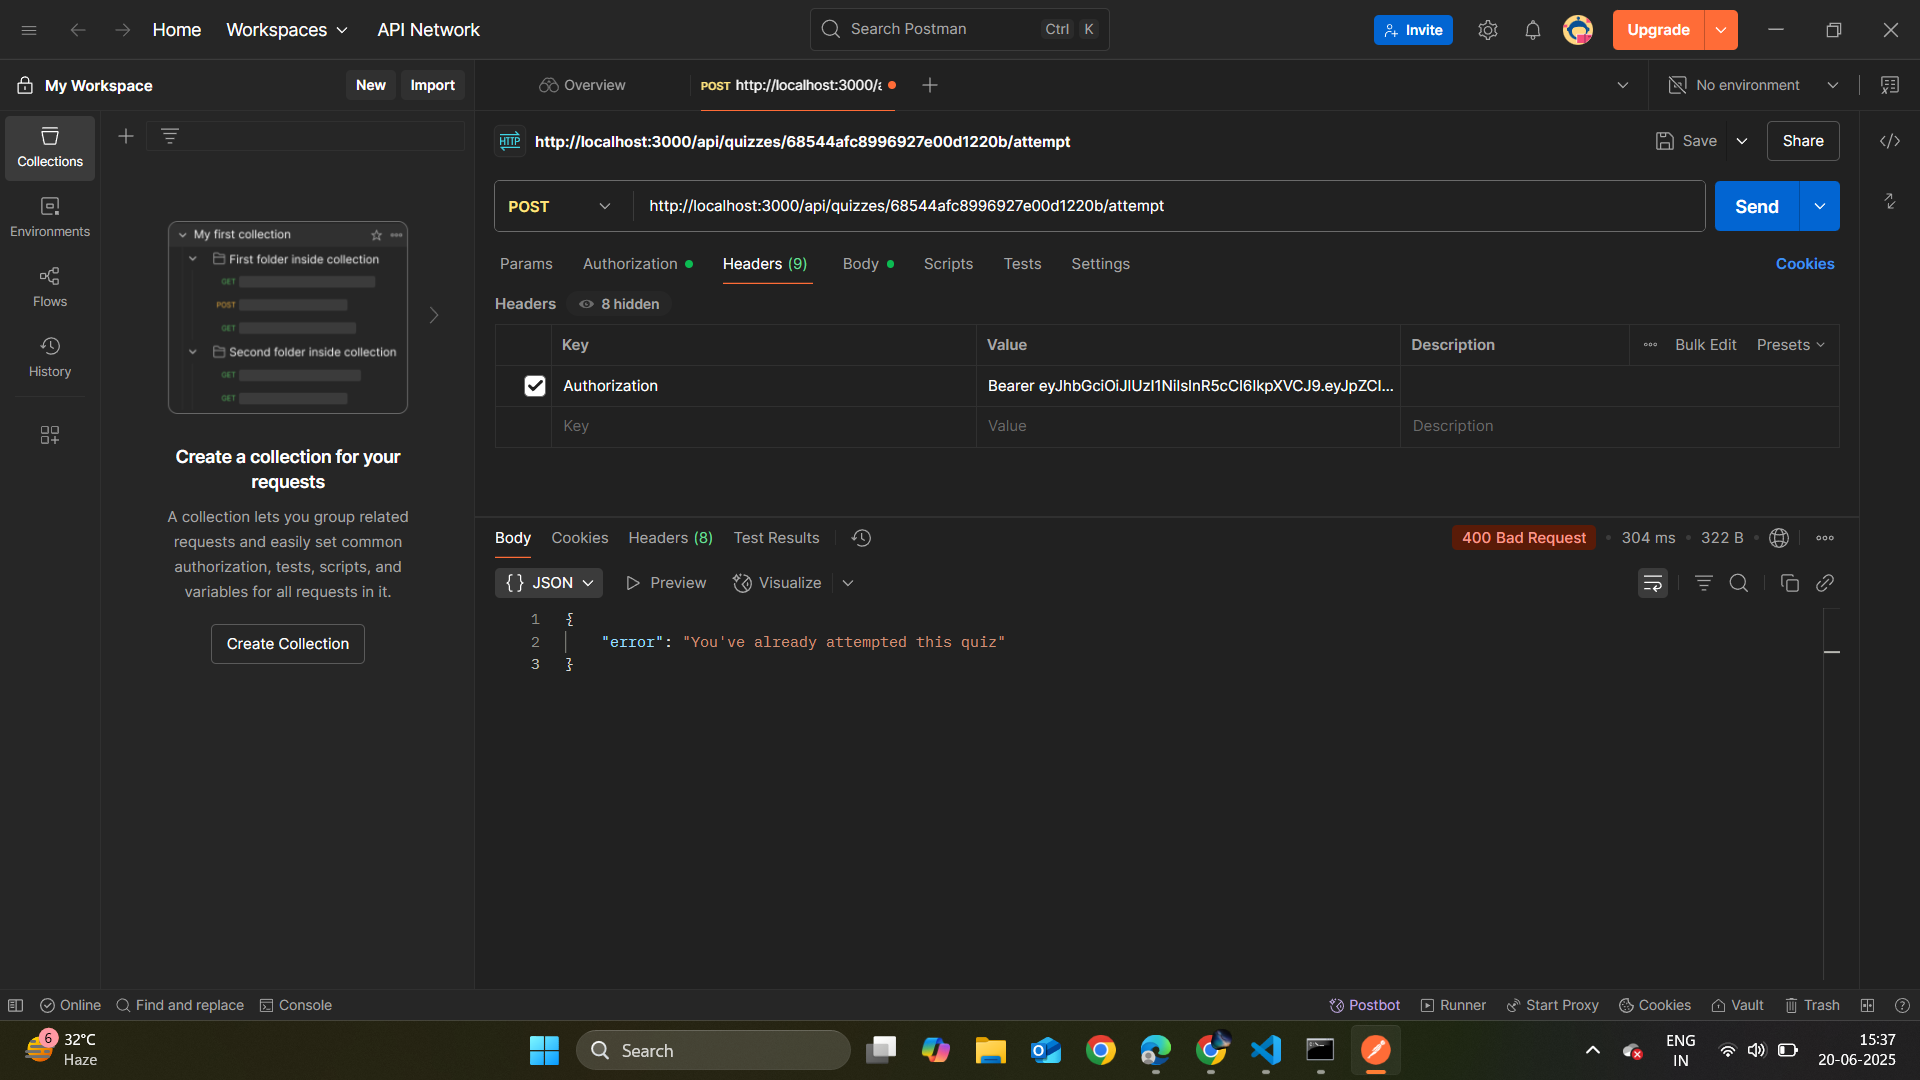 Home
Workspaces
API Network
Search Postman
Ctrl
K
Invite
Upgrade
My Workspace
New
Import
Overview
POST http://localhost:3000/a
No environment
Collections
Environments
Flows
History
My first collection
First folder inside collection
GET
POST
GET
Second folder inside collection
GET
GET
Create a collection for your
requests
A collection lets you group related
requests and easily set common
authorization, tests, scripts, and
variables for all requests in it.
Create Collection
HTTP
http://localhost:3000/api/quizzes/68544afc8996927e00d1220b/attempt
Save
Share
POST
http://localhost:3000/api/quizzes/68544afc8996927e00d1220b/attempt
Send
Params
Authorization
Headers (9)
Body
Scripts
Tests
Settings
Cookies
Headers
8 hidden
Key
Value
Description
Bulk Edit
Presets
Authorization
Bearer eyJhbGciOiJIUzI1NiIsInR5cCI6IkpXVCJ9.eyJpZCI...
Key
Value
Description
Body
Cookies
Headers (8)
Test Results
400 Bad Request
304 ms
322 B
{} JSON
Preview
Visualize
1 {
2 "error": "You've already attempted this quiz"
3 }
Online
Find and replace
Console
Postbot
Runner
Start Proxy
Cookies
Vault
Trash
6
32°C
Haze
Search
ENG
IN
15:37
20-06-2025